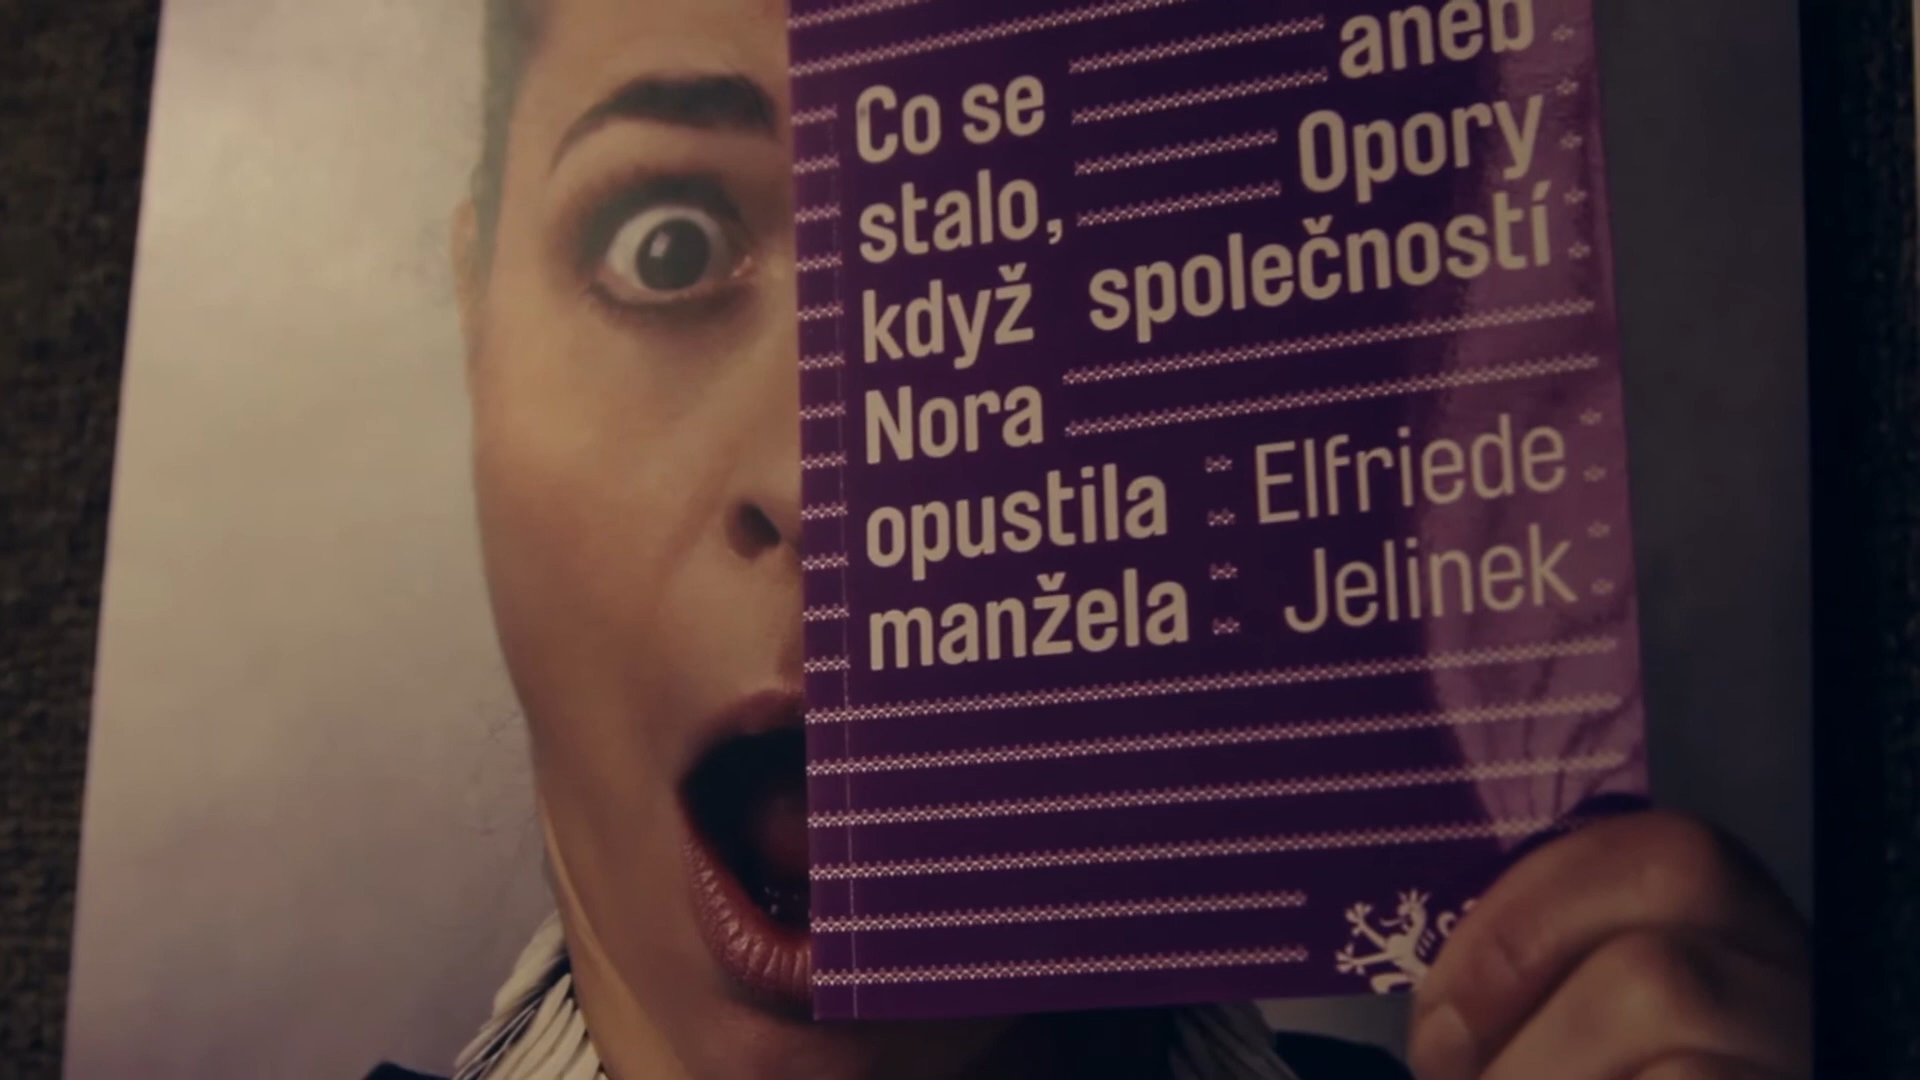 Co se
stalo,
když
Nora
opustila
manžela
aneb
Opory
společností
Elfriede
Jelinek